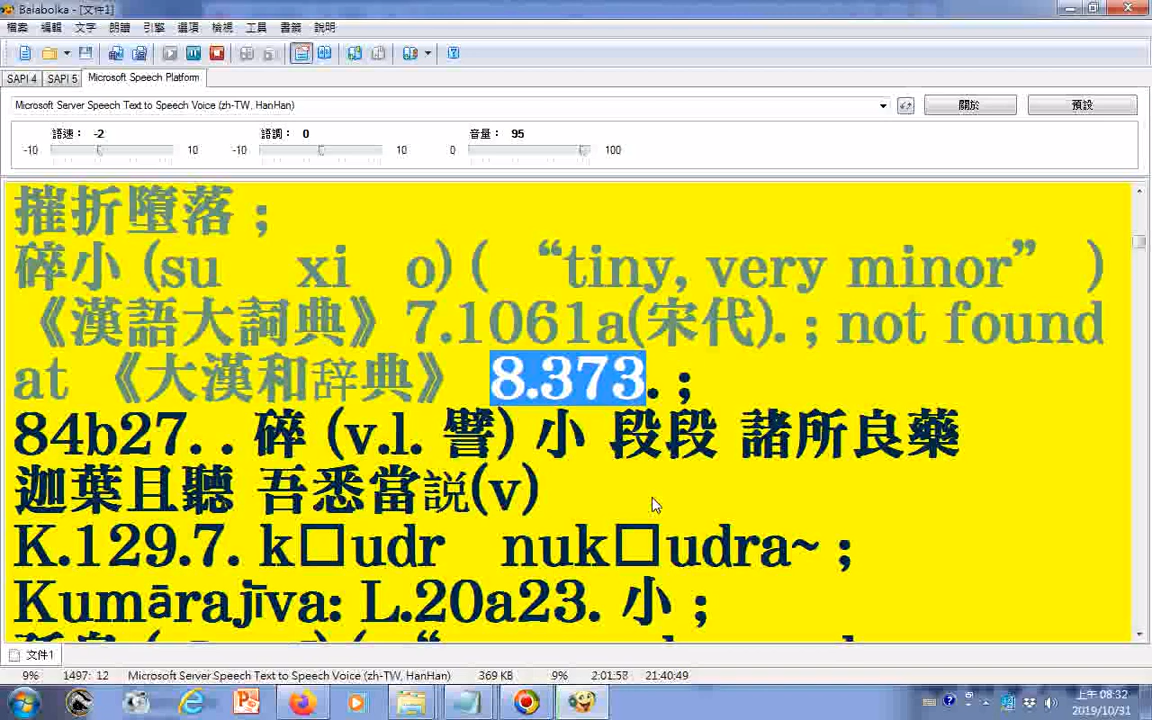 Balabolka - [文件1]
檔案 編輯 文字 朗讀 引擎 選項 檢視 工具 書籤 說明
SAPI 4 SAPI 5 Microsoft Speech Platform
Microsoft Server Speech Text to Speech Voice (zh-TW, HanHan) 關於 預設
語速： -2 語調： 0 音量： 95
-10 10 -10 10 0 100
摧折墮落 ;
碎小 (su xi o) ( “tiny, very minor” )
《漢語大詞典》 7.1061a(宋代). ; not found
at 《大漢和辞典》 8.373. ;
84b27. . 碎 (v.l. 譬) 小 段段 諸所良藥
迦葉且聽 吾悉當説(v)
K.129.7. k□udr nuk□udra~ ;
Kumārajīva: L.20a23. 小 ;
文件1
9% 1497: 12 Microsoft Server Speech Text to Speech Voice (zh-TW, HanHan) 369 KB 9% 2:01:58 21:40:49
上午 08:32
2019/10/31